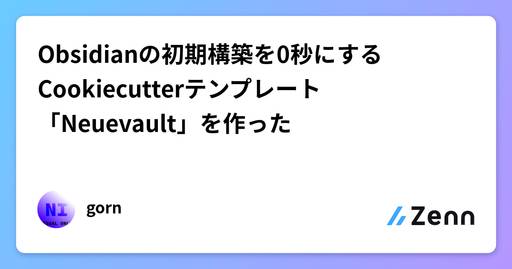 Obsidianの初期構築を0秒にする
Cookiecutterテンプレート
「Neuevault」を作った
NI
gorn
Zenn